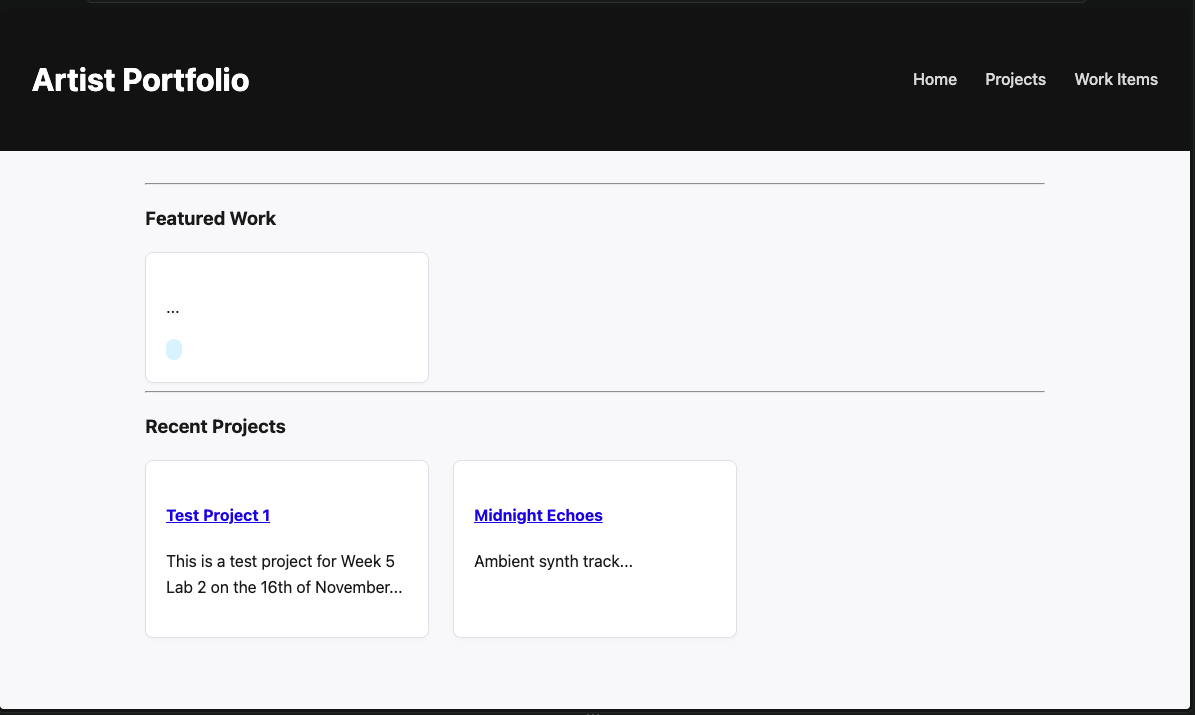 Artist Portfolio
Home
Projects
Work Items
Featured Work
...
Recent Projects
Test Project 1
This is a test project for Week 5
Lab 2 on the 16th of November...
Midnight Echoes
Ambient synth track...